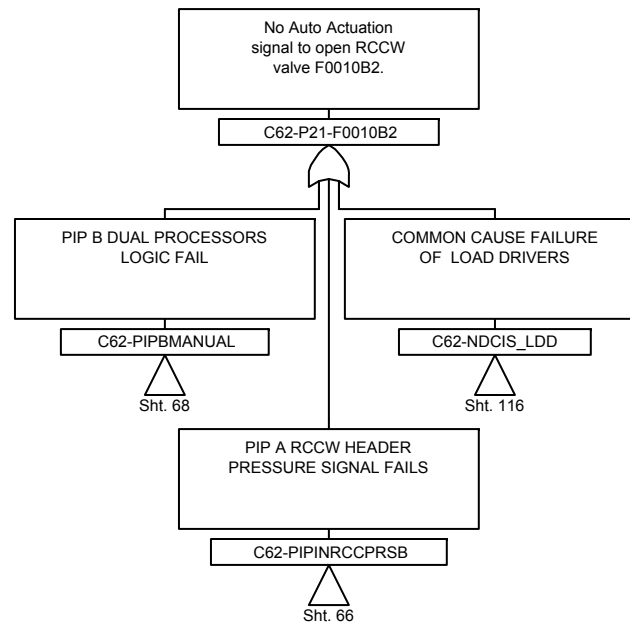 No Auto Actuation
signal to open RCCW
valve F0010B2.
C62-P21-F0010B2
PIP B DUAL PROCESSORS
LOGIC FAIL
C62-PIPBMANUAL
Sht. 68
COMMON CAUSE FAILURE
OF LOAD DRIVERS
C62-NDCIS_LDD
Sht. 116
PIP A RCCW HEADER
PRESSURE SIGNAL FAILS
C62-PIPINRCCPRSB
Sht. 66